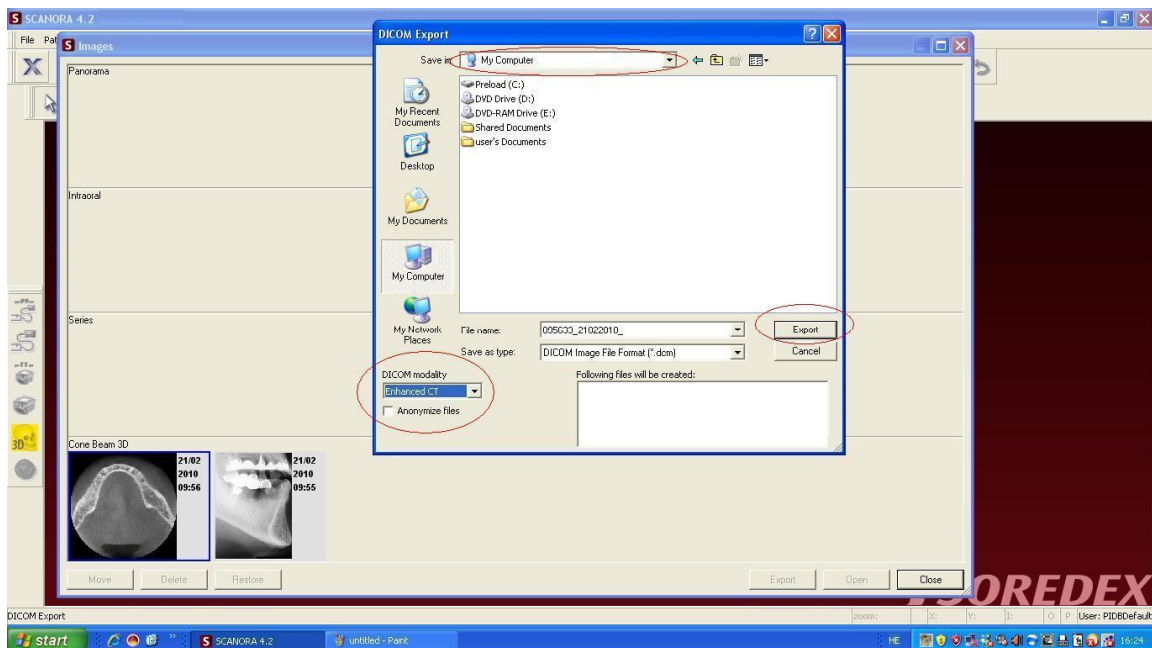 SCANORA 4.2
File Pat
Images
Panorama
Intraoral
Series
Cone Beam 3D
21/02
2010
09:56
21/02
2010
09:55
Move Delete Restore Export Open Close
DICOM Export
Save in: My Computer
My Recent
Documents
Desktop
My Documents
My Computer
My Network
Places
Preload (C:)
DVD Drive (D:)
DVD-RAM Drive (E:)
Shared Documents
user's Documents
File name: 095633_21022010_ Export
Save as type: DICOM Image File Format (*.dcm) Cancel
DICOM modality
Enhanced CT
Anonymize files
Following files will be created:
3D
SOREDEX
DICOM Export zoom: X: Y: I: O P User: PIDBDefault
start SCANORA 4.2 untitled - Paint HE 16:24